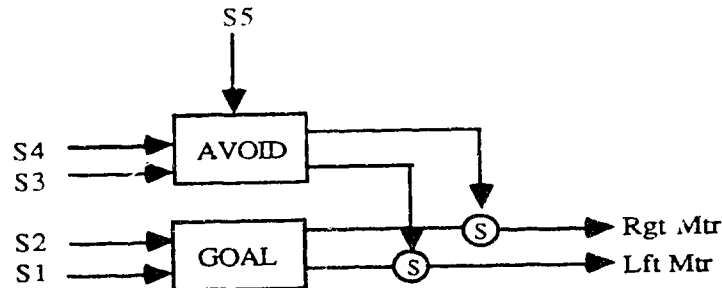 S5
S4
AVOID
S3
S2
S
Rgt Mtr
GOAL
S1
S
Lft Mtr